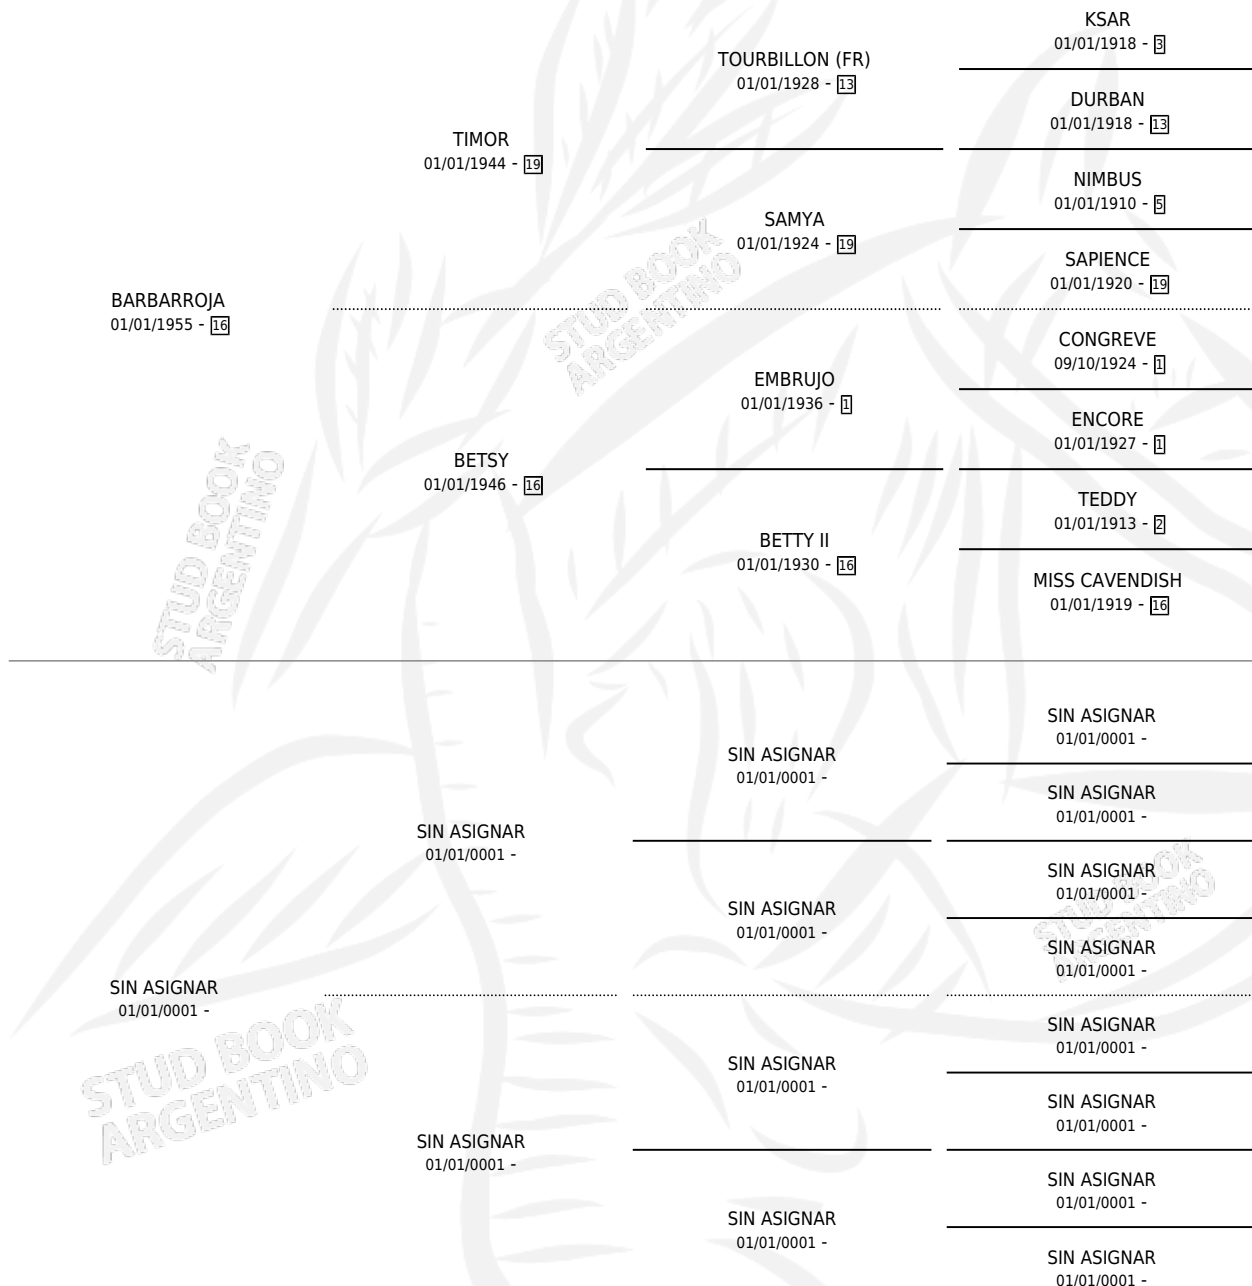 KSAR
01/01/1918 - 3
TOURBILLON (FR)
01/01/1928 - 13
DURBAN
01/01/1918 - 13
TIMOR
01/01/1944 - 19
NIMBUS
01/01/1910 - 5
SAMYA
01/01/1924 - 19
SAPIENCE
01/01/1920 - 19
BARBARROJA
01/01/1955 - 16
CONGREVE
09/10/1924 - 1
EMBRUJO
01/01/1936 - 1
ENCORE
01/01/1927 - 1
BETSY
01/01/1946 - 16
TEDDY
01/01/1913 - 2
BETTY II
01/01/1930 - 16
MISS CAVENDISH
01/01/1919 - 16
STUD BOOK
ARGENTINO
STUD BOOK
ARGENTINO
SIN ASIGNAR
01/01/0001 -
SIN ASIGNAR
01/01/0001 -
SIN ASIGNAR
01/01/0001 -
SIN ASIGNAR
01/01/0001 -
SIN ASIGNAR
01/01/0001 -
SIN ASIGNAR
01/01/0001 -
SIN ASIGNAR
01/01/0001 -
SIN ASIGNAR
01/01/0001 -
SIN ASIGNAR
01/01/0001 -
SIN ASIGNAR
01/01/0001 -
SIN ASIGNAR
01/01/0001 -
SIN ASIGNAR
01/01/0001 -
SIN ASIGNAR
01/01/0001 -
SIN ASIGNAR
01/01/0001 -
SIN ASIGNAR
01/01/0001 -
STUD BOOK
ARGENTINO
STUD BOOK
ARGENTINO